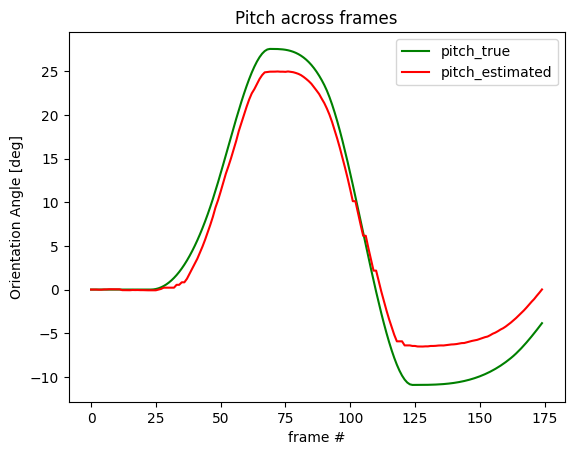 Pitch across frames
pitch_true
pitch_estimated
Orientation Angle [deg]
25
20
15
10
5
0
−5
−10
0 25 50 75 100 125 150 175
frame #